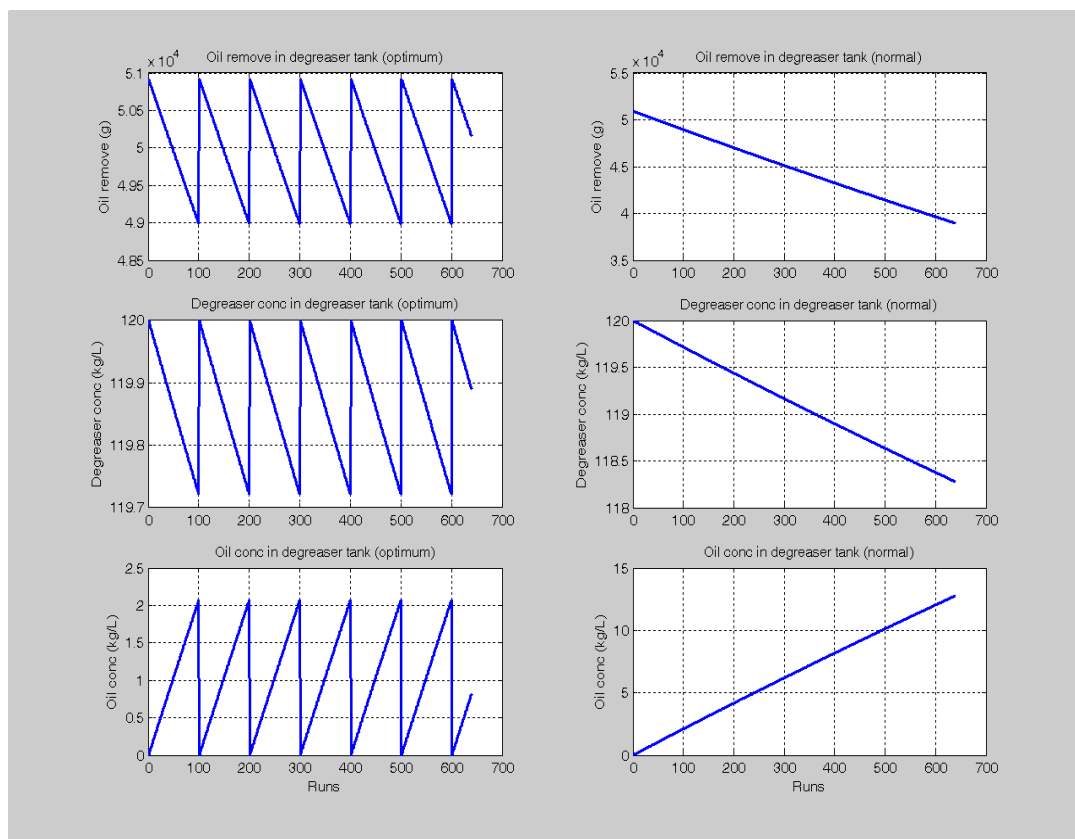 Oil remove in degreaser tank (optimum)
x 10^4
5.1
5.05
5
4.95
4.9
4.85
Oil remove (g)
0 100 200 300 400 500 600 700
Oil remove in degreaser tank (normal)
x 10^4
5.5
5
4.5
4
3.5
Oil remove (g)
0 100 200 300 400 500 600 700
Degreaser conc in degreaser tank (optimum)
120
119.9
119.8
119.7
Degreaser conc (kg/L)
0 100 200 300 400 500 600 700
Degreaser conc in degreaser tank (normal)
120
119.5
119
118.5
118
Degreaser conc (kg/L)
0 100 200 300 400 500 600 700
Oil conc in degreaser tank (optimum)
2.5
2
1.5
1
0.5
0
Oil conc (kg/L)
0 100 200 300 400 500 600 700
Runs
Oil conc in degreaser tank (normal)
15
10
5
0
Oil conc (kg/L)
0 100 200 300 400 500 600 700
Runs